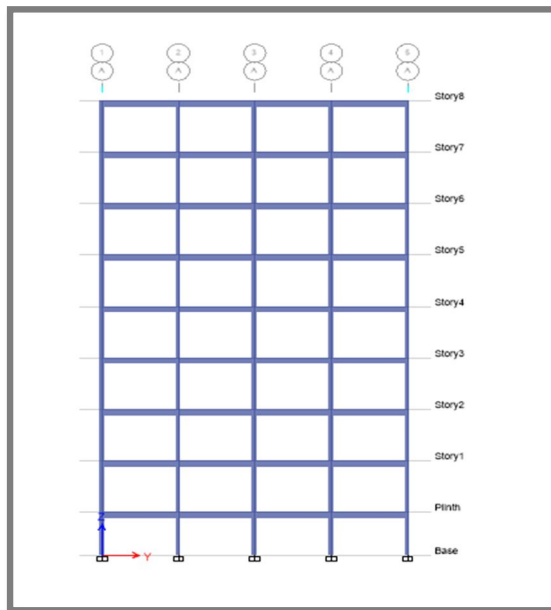 1 2 3 4 5
A A A A A
Story8
Story7
Story6
Story5
Story4
Story3
Story2
Story1
Plinth
Z
Base
Y